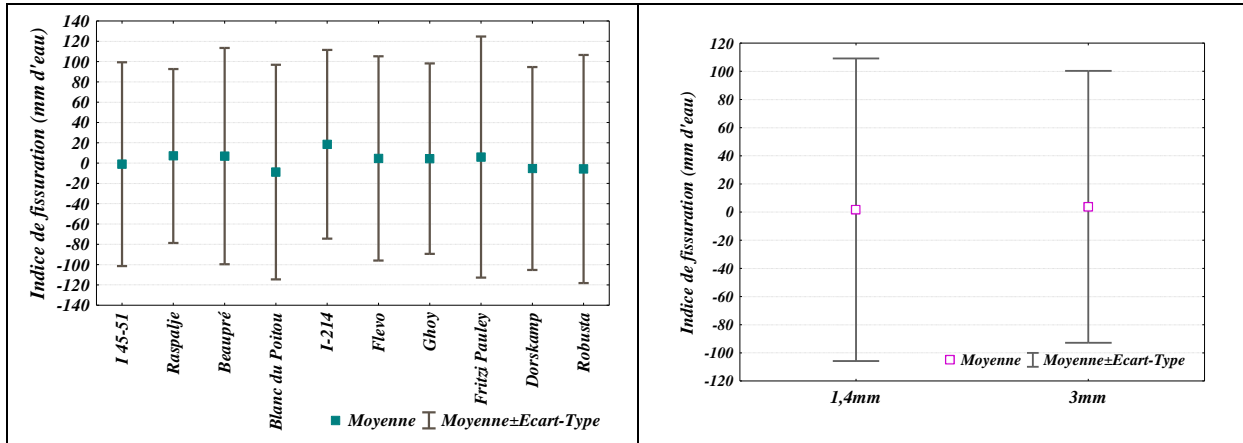 Indice de fissuration (mm d'eau)
140
120
100
80
60
40
20
0
-20
-40
-60
-80
-100
-120
-140
I 45-51
Raspalje
Beaupré
Blanc du Poitou
I-214
Flevo
Ghoy
Fritzi Pauley
Dorskamp
Robusta
Moyenne Moyenne±Ecart-Type
Indice de fissuration (mm d'eau)
120
100
80
60
40
20
0
-20
-40
-60
-80
-100
-120
1,4mm
3mm
Moyenne Moyenne±Ecart-Type